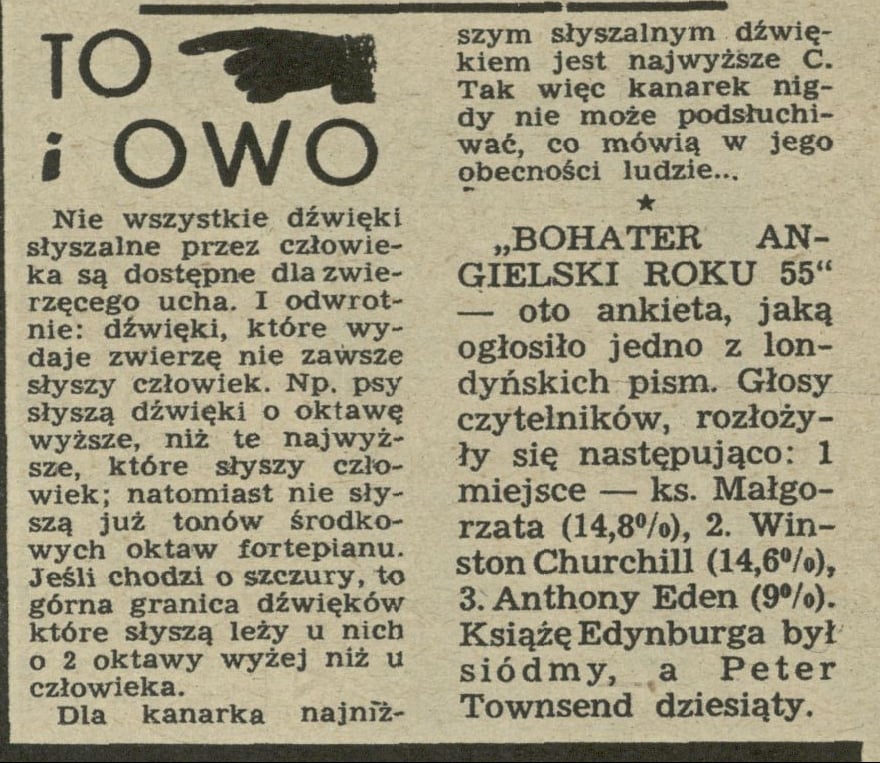 TO
i OWO
Nie wszystkie dźwięki
słyszalne przez człowie-
ka są dostępne dla zwie-
rzęcego ucha. I odwrot-
nie: dźwięki, które wy-
daje zwierzę nie zawsze
słyszy człowiek. Np. psy
słyszą dźwięki o oktawę
wyższe, niż te najwyż-
sze, które słyszy czło-
wiek; natomiast nie sły-
szą już tonów środko-
wych oktaw fortepianu.
Jeśli chodzi o szczury, to
górna granica dźwięków
które słyszą leży u nich
o 2 oktawy wyżej niż u
człowieka.
Dla kanarka najniż-
szym słyszalnym dźwię-
kiem jest najwyższe C.
Tak więc kanarek nig-
dy nie może podsłuchi-
wać, co mówią w jego
obecności ludzie...
★
„BOHATER AN-
GIELSKI ROKU 55“
— oto ankieta, jaką
ogłosiło jedno z lon-
dyńskich pism. Głosy
czytelników, rozłoży-
ły się następująco: 1
miejsce — ks. Małgo-
rzata (14,8%), 2. Win-
ston Churchill (14,6%),
3. Anthony Eden (9%).
Książę Edynburga był
siódmy, a Peter
Townsend dziesiąty.